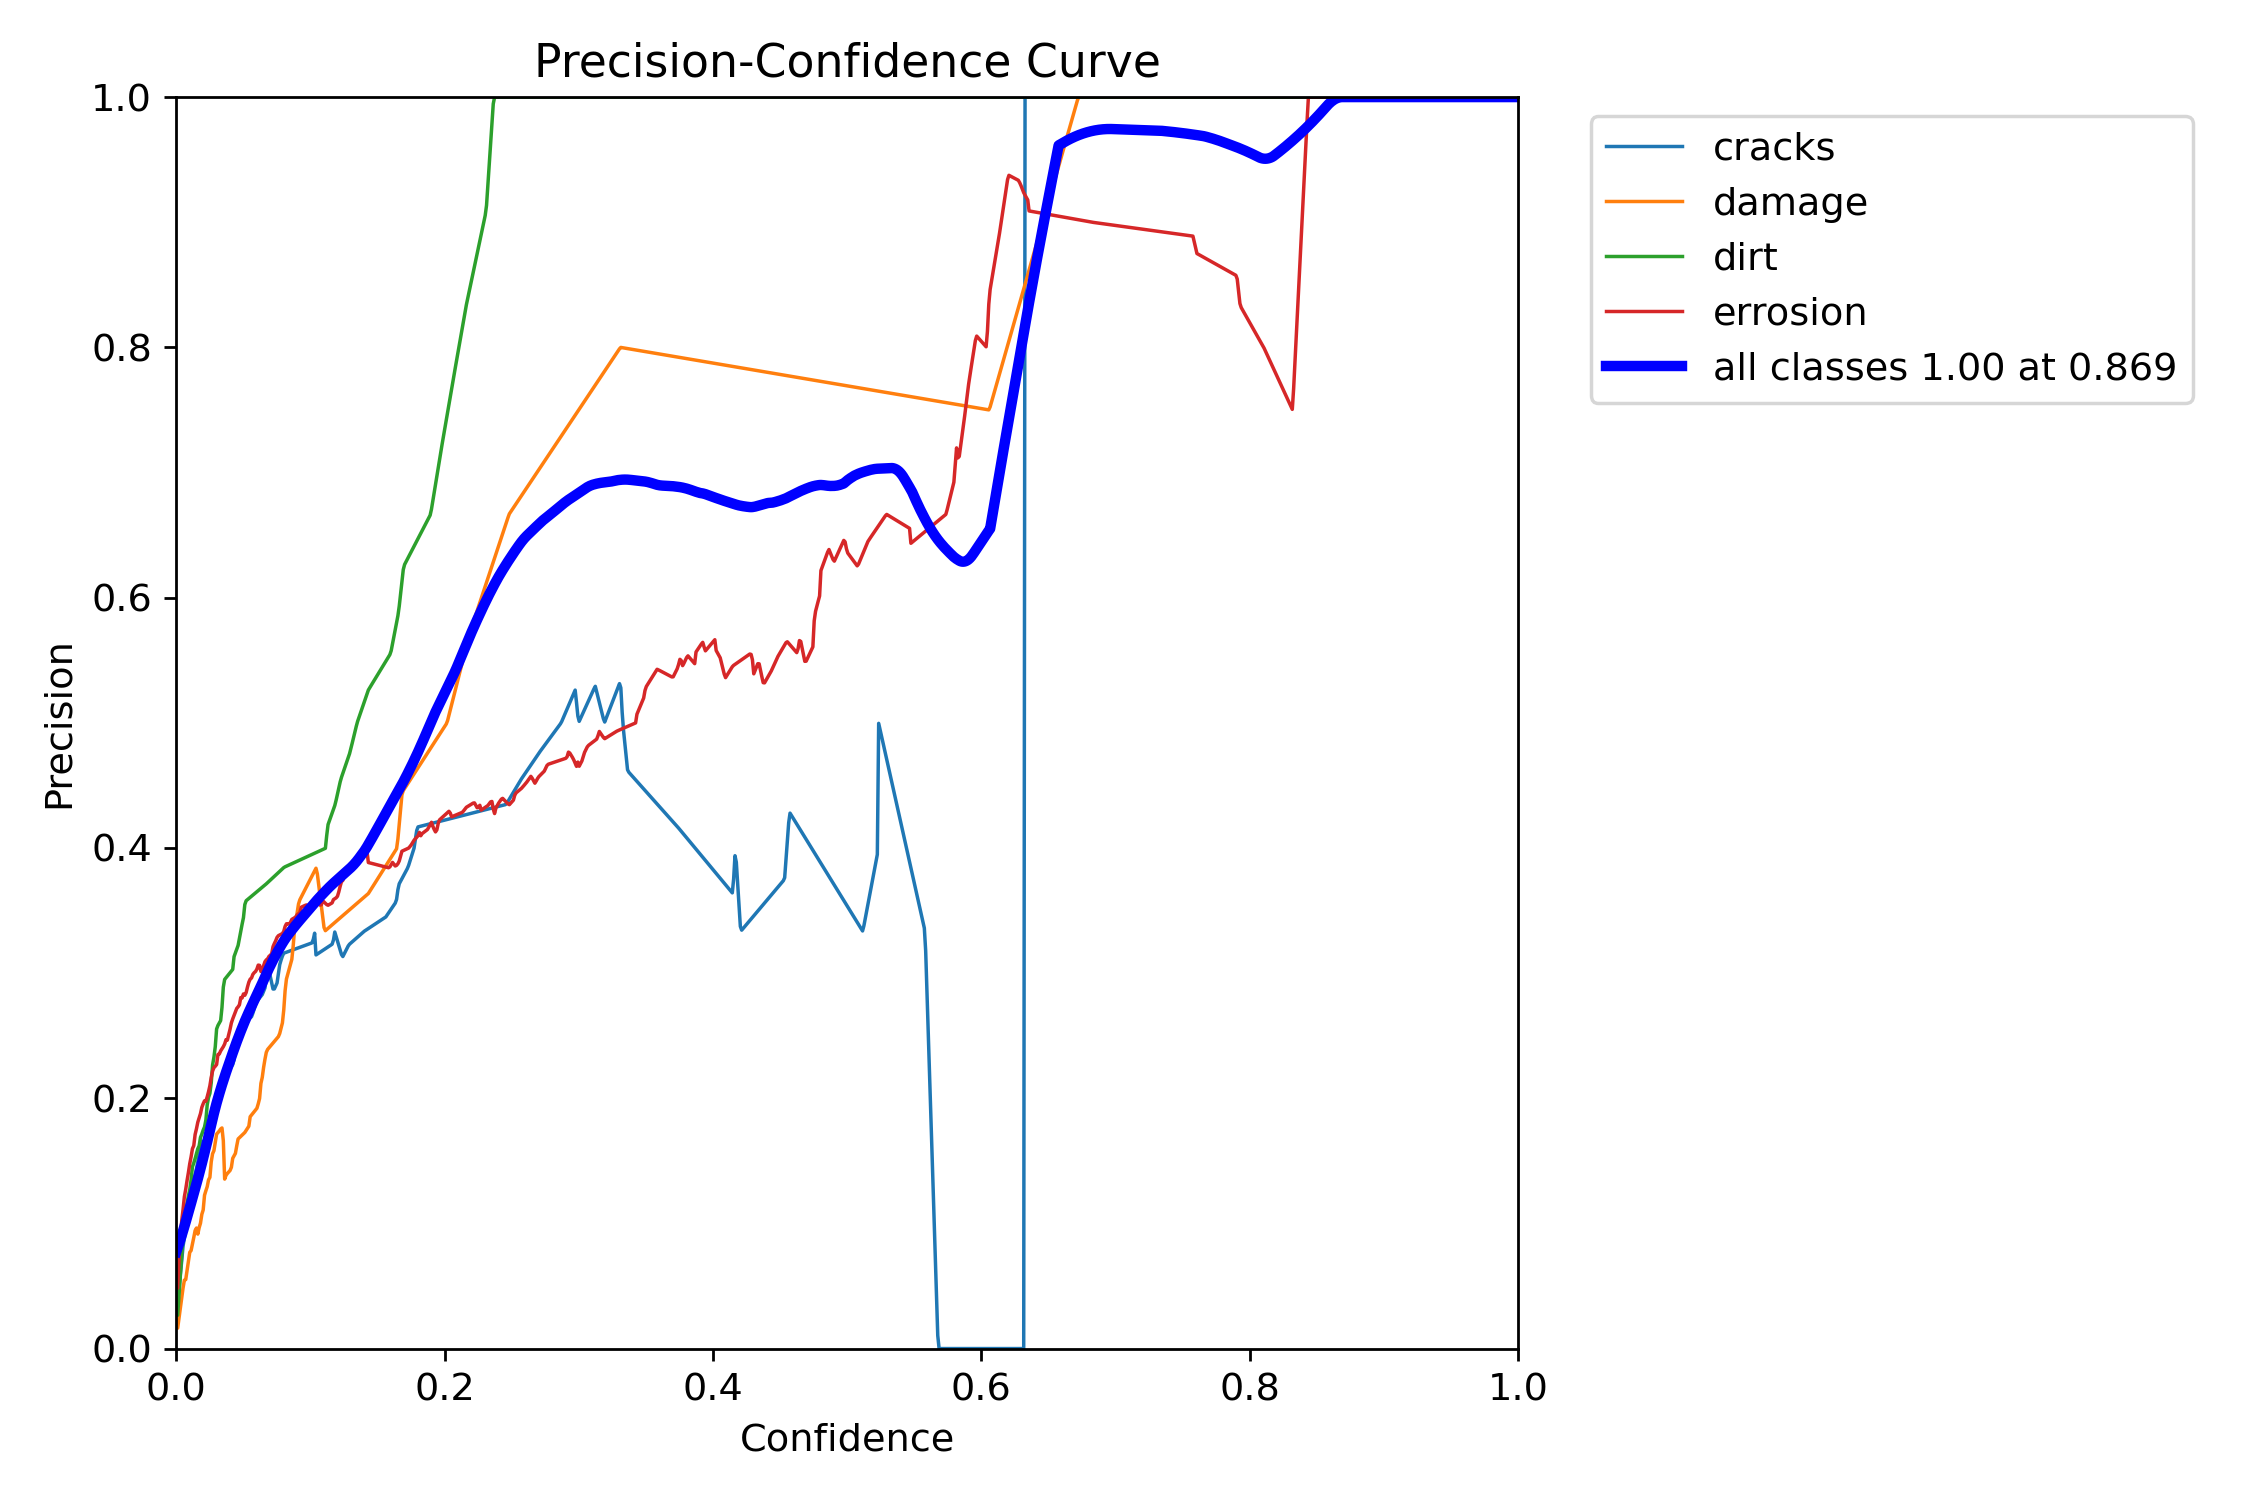 Precision-Confidence Curve
1.0
0.8
0.6
0.4
0.2
0.0
Precision
0.0 0.2 0.4 0.6 0.8 1.0
Confidence
cracks
damage
dirt
errosion
all classes 1.00 at 0.869